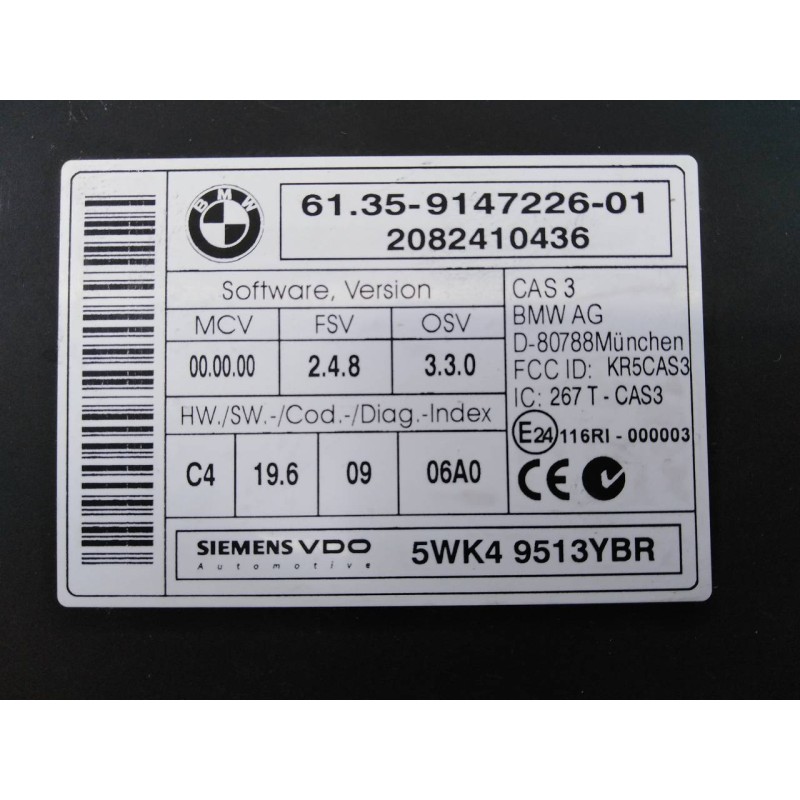 BMW
61.35-9147226-01
2082410436
Software, Version
MCV FSV OSV
00.00.00 2.4.8 3.3.0
HW./SW.-/Cod.-/Diag.-Index
C4 19.6 09 06A0
CAS 3
BMW AG
D-80788München
FCC ID: KR5CAS3
IC: 267 T - CAS3
E24 116RI - 000003
CE
SIEMENS VDO
Automotive
5WK4 9513YBR